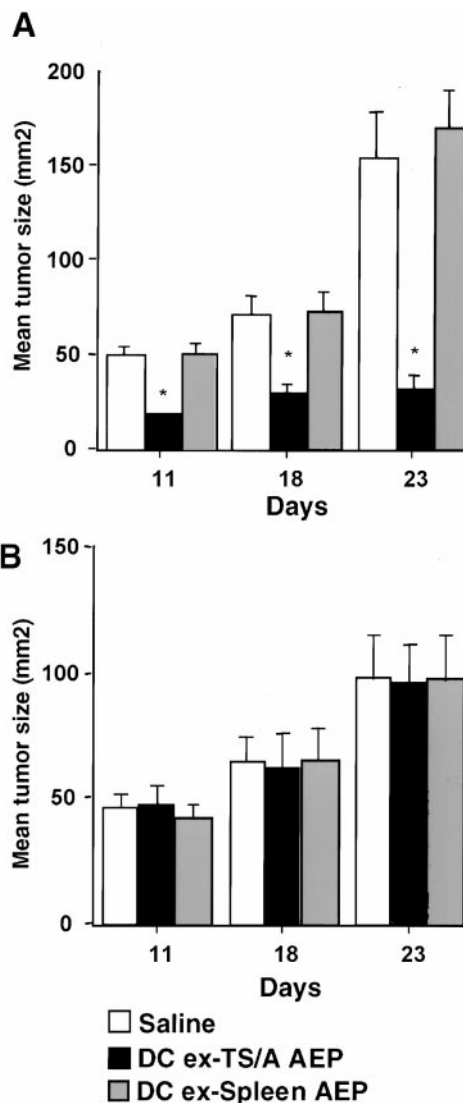 A
Mean tumor size (mm2)
200
150
100
50
0
*
*
*
11
18
23
Days
B
Mean tumor size (mm2)
150
100
50
0
11
18
23
Days
Saline
DC ex-TS/A AEP
DC ex-Spleen AEP